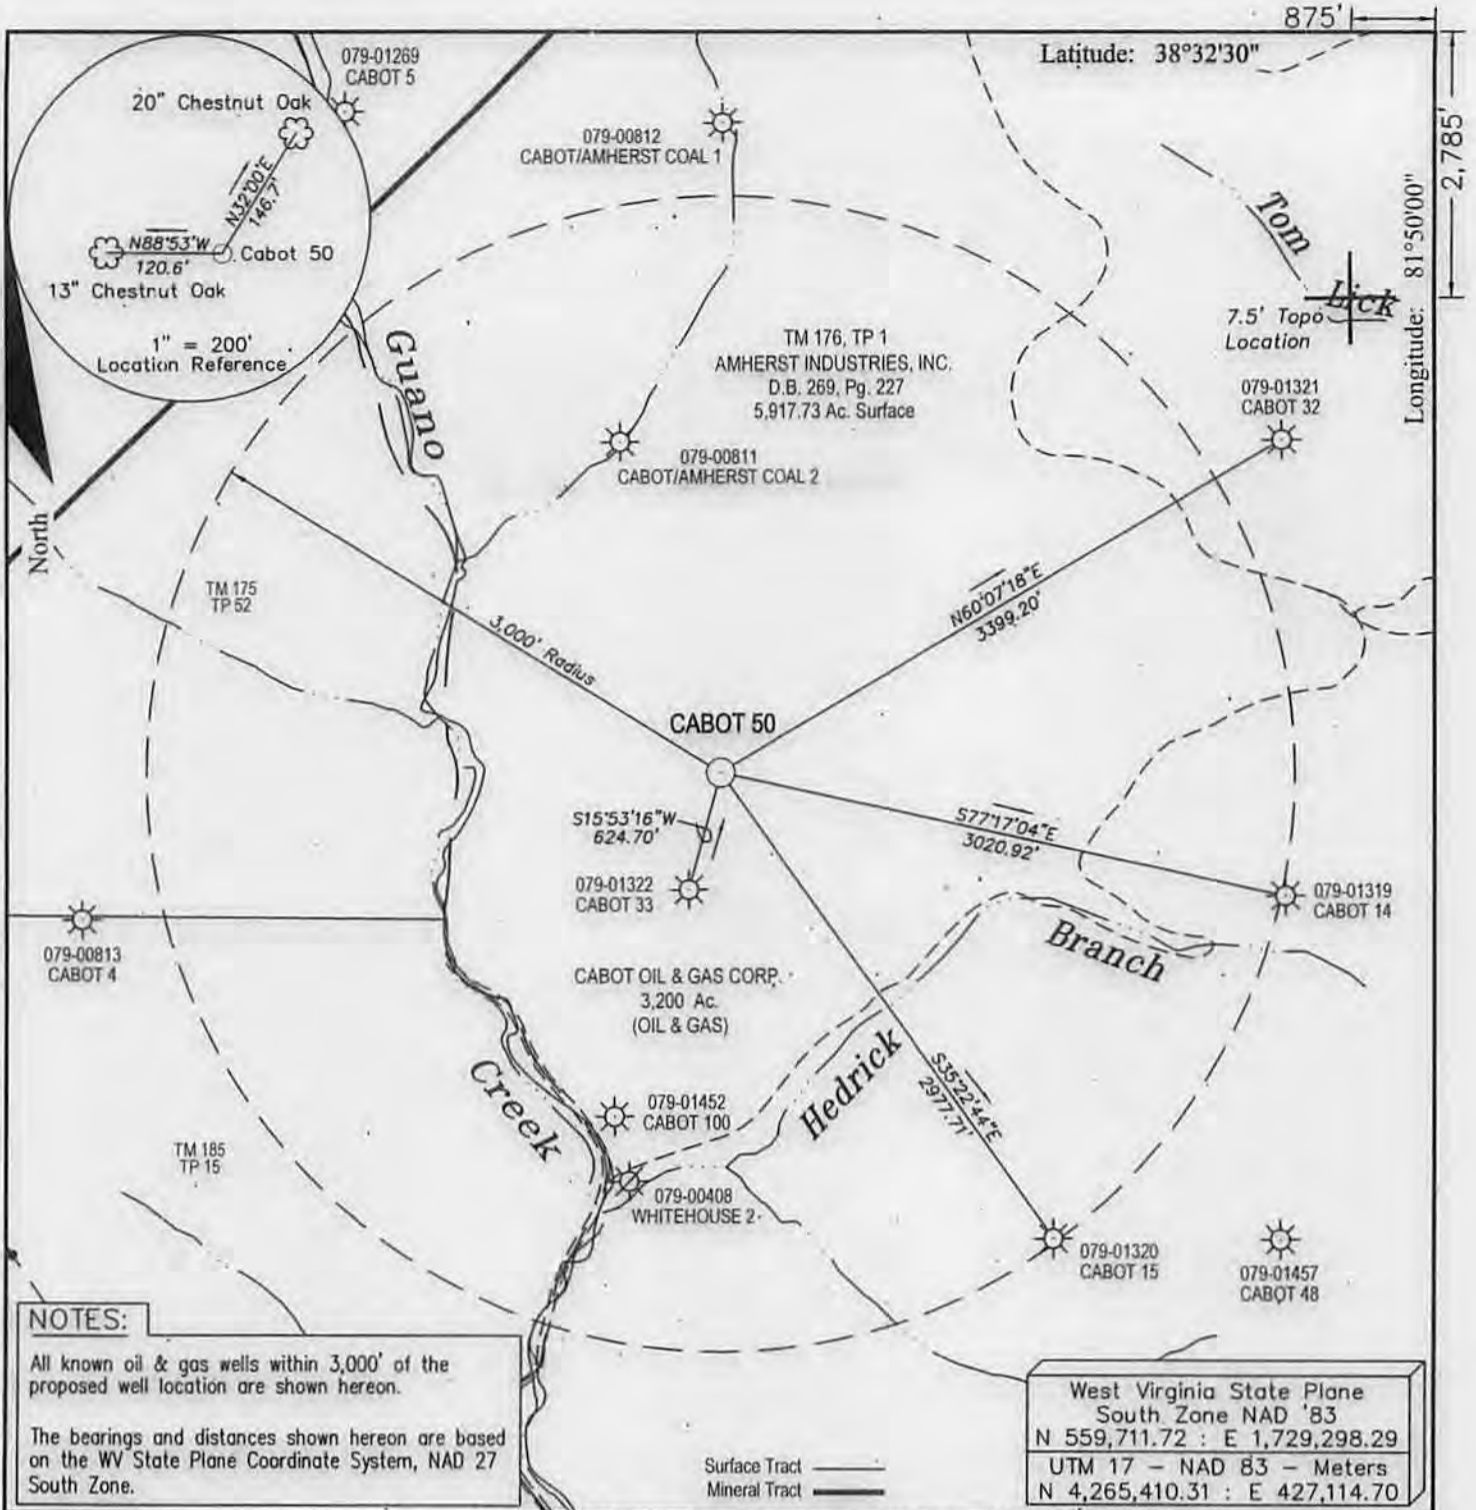 875'
Latitude: 38°32'30"
2,785'
Longitude: 81°50'00"
079-01269
CABOT 5
20" Chestnut Oak
N32°00'E
146.7'
N88°53'W
120.6'
Cabot 50
13" Chestnut Oak
1" = 200'
Location Reference
079-00812
CABOT/AMHERST COAL 1
Tom
Lick
7.5' Topo
Location
TM 176, TP 1
AMHERST INDUSTRIES, INC.
D.B. 269, Pg. 227
5,917.73 Ac. Surface
Guano
079-01321
CABOT 32
079-00811
CABOT/AMHERST COAL 2
North
TM 175
TP 52
3,000' Radius
N60°07'18"E
3399.20'
CABOT 50
S15°53'16"W
624.70'
S77°17'04"E
3020.92'
079-01322
CABOT 33
079-01319
CABOT 14
079-00813
CABOT 4
Branch
CABOT OIL & GAS CORP.
3,200 Ac.
(OIL & GAS)
Hedrick
S35°22'44"E
2977.71'
Creek
079-01452
CABOT 100
TM 185
TP 15
079-00408
WHITEHOUSE 2
079-01320
CABOT 15
079-01457
CABOT 48
NOTES:
All known oil & gas wells within 3,000' of the
proposed well location are shown hereon.
The bearings and distances shown hereon are based
on the WV State Plane Coordinate System, NAD 27
South Zone.
Surface Tract
Mineral Tract
West Virginia State Plane
South Zone NAD '83
N 559,711.72 : E 1,729,298.29
UTM 17 - NAD 83 - Meters
N 4,265,410.31 : E 427,114.70